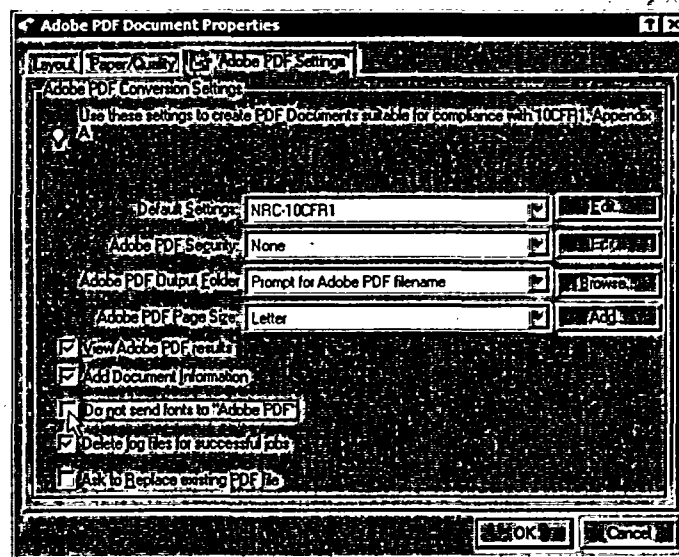 Adobe PDF Document Properties
Layout Paper/Quality Adobe PDF Settings
Adobe PDF Conversion Settings
Use these settings to create PDF Documents suitable for compliance with 10CFR1, Appendix
A
Default Settings: NRC-10CFR1 Edit...
Adobe PDF Security: None Edit...
Adobe PDF Output Folder Prompt for Adobe PDF filename Browse...
Adobe PDF Page Size: Letter Add...
View Adobe PDF results
Add Document Information
Do not send fonts to "Adobe PDF"
Delete log files for successful jobs
Ask to Replace existing PDF file
OK Cancel